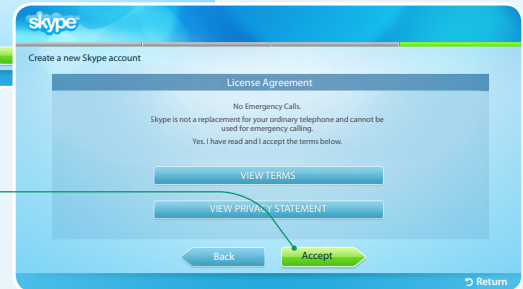 skype
Create a new Skype account
License Agreement
No Emergency Calls.
Skype is not a replacement for your ordinary telephone and cannot be
used for emergency calling.
Yes. I have read and I accept the terms below.
VIEW TERMS
VIEW PRIVACY STATEMENT
Back
Accept
Return